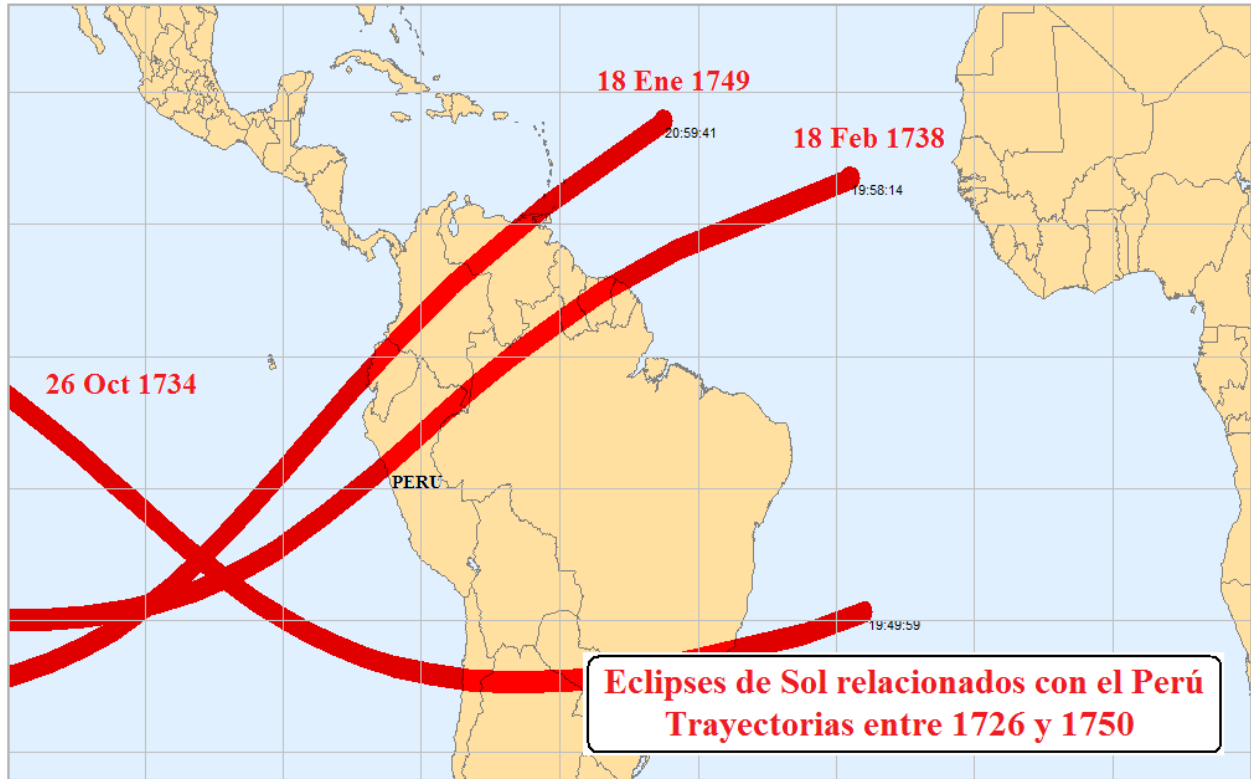 18 Ene 1749
20:59:41
18 Feb 1738
19:58:14
26 Oct 1734
PERU
19:49:59
Eclipses de Sol relacionados con el Perú
Trayectorias entre 1726 y 1750